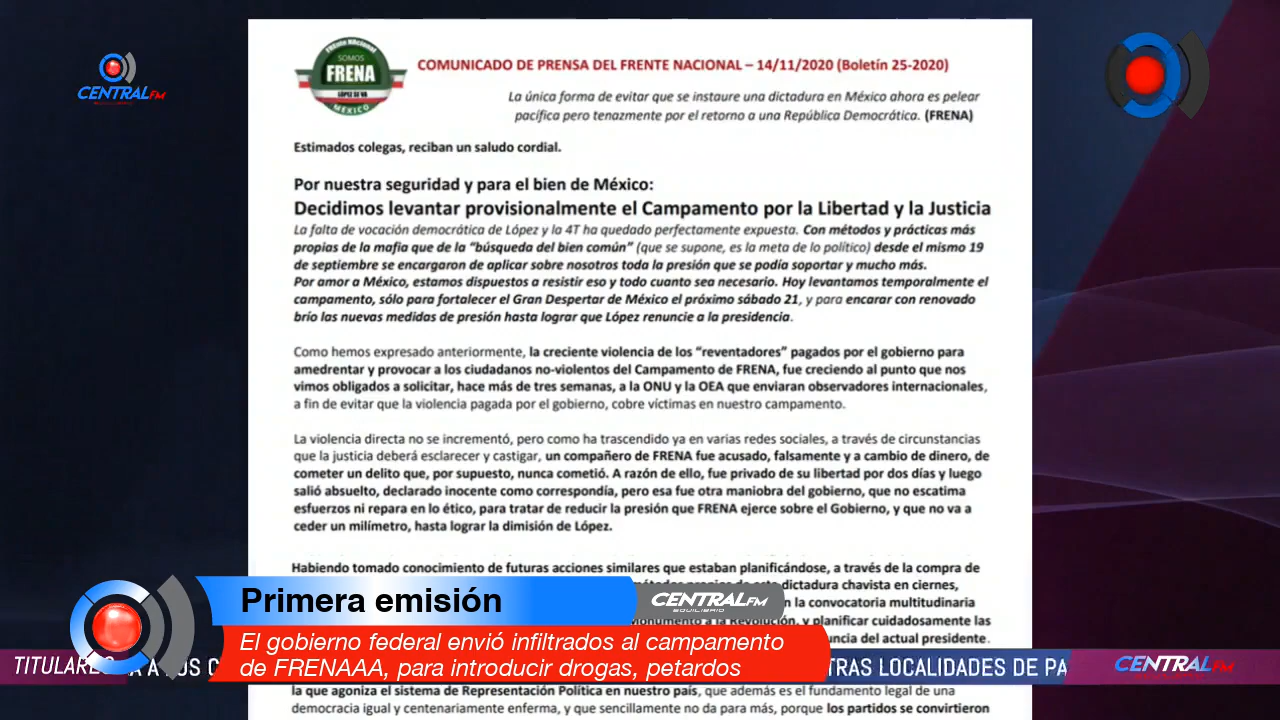 CENTRAL FM
FRENTE NACIONAL
SOMOS
FRENA
LÓPEZ SE VA
MÉXICO
COMUNICADO DE PRENSA DEL FRENTE NACIONAL – 14/11/2020 (Boletín 25-2020)
La única forma de evitar que se instaure una dictadura en México ahora es pelear
pacífica pero tenazmente por el retorno a una República Democrática. (FRENA)
Estimados colegas, reciban un saludo cordial.
Por nuestra seguridad y para el bien de México:
Decidimos levantar provisionalmente el Campamento por la Libertad y la Justicia
La falta de vocación democrática de López y la 4T ha quedado perfectamente expuesta. Con métodos y prácticas más
propias de la mafia que de la “búsqueda del bien común” (que se supone, es la meta de lo político) desde el mismo 19
de septiembre se encargaron de aplicar sobre nosotros toda la presión que se podía soportar y mucho más.
Por amor a México, estamos dispuestos a resistir eso y todo cuanto sea necesario. Hoy levantamos temporalmente el
campamento, sólo para fortalecer el Gran Despertar de México el próximo sábado 21, y para encarar con renovado
brío las nuevas medidas de presión hasta lograr que López renuncie a la presidencia.
Como hemos expresado anteriormente, la creciente violencia de los “reventadores” pagados por el gobierno para
amedrentar y provocar a los ciudadanos no-violentos del Campamento de FRENA, fue creciendo al punto que nos
vimos obligados a solicitar, hace más de tres semanas, a la ONU y la OEA que enviaran observadores internacionales,
a fin de evitar que la violencia pagada por el gobierno, cobre víctimas en nuestro campamento.
La violencia directa no se incrementó, pero como ha trascendido ya en varias redes sociales, a través de circunstancias
que la justicia deberá esclarecer y castigar, un compañero de FRENA fue acusado, falsamente y a cambio de dinero, de
cometer un delito que, por supuesto, nunca cometió. A razón de ello, fue privado de su libertad por dos días y luego
salió absuelto, declarado inocente como correspondía, pero esa fue otra maniobra del gobierno, que no escatima
esfuerzos ni repara en lo ético, para tratar de reducir la presión que FRENA ejerce sobre el Gobierno, y que no va a
ceder un milímetro, hasta lograr la dimisión de López.
Habiendo tomado conocimiento de futuras acciones similares que estaban planificándose, a través de la compra de
dictadura chavista en ciernes,
la convocatoria multitudinaria
Monumento a la Revolución, y planificar cuidadosamente las
del actual presidente.
Primera emisión
CENTRAL FM
EQUILIBRIO
El gobierno federal envió infiltrados al campamento
de FRENAAA, para introducir drogas, petardos
TITULARES
TRAS LOCALIDADES DE PA
CENTRAL FM
la que agoniza el sistema de Representación Política en nuestro país, que además es el fundamento legal de una
democracia igual y centenariamente enferma, y que sencillamente no da para más, porque los partidos se convirtieron